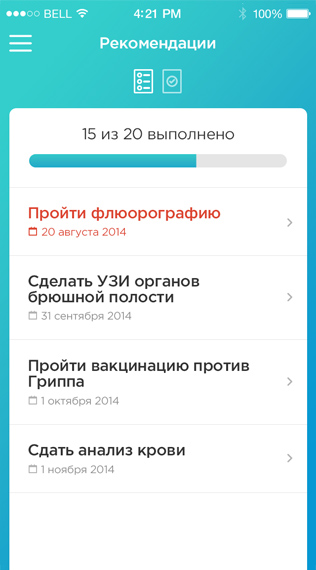 BELL 4:21 PM 100%
Рекомендации
15 из 20 выполнено
Пройти флюорографию
20 августа 2014
Сделать УЗИ органов
брюшной полости
31 сентября 2014
Пройти вакцинацию против
Гриппа
1 октября 2014
Сдать анализ крови
1 ноября 2014